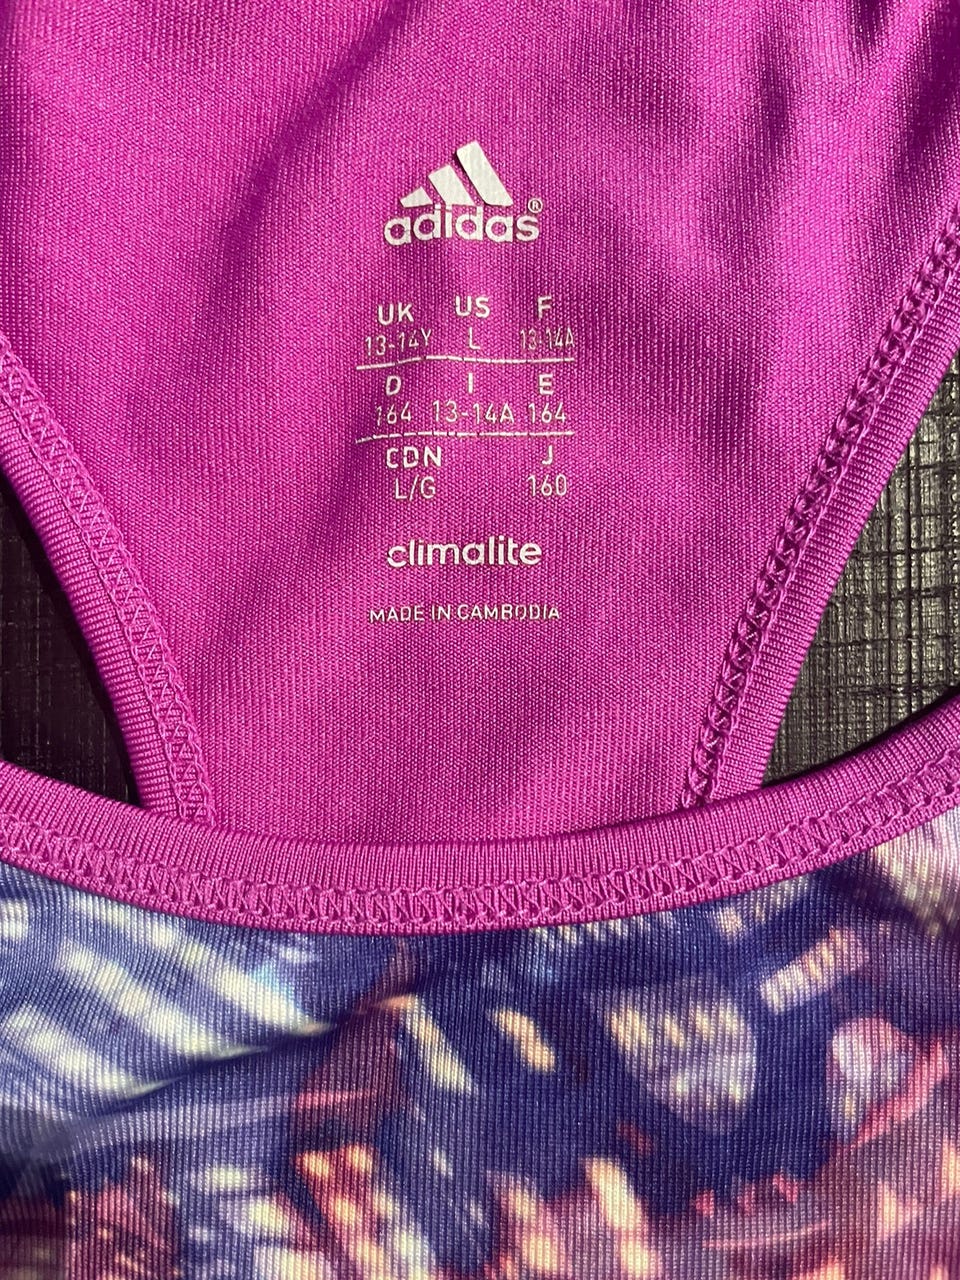 adidas®
UK US F
13-14Y L 13-14A
D I E
164 13-14A 164
CDN J
L/G 160
climalite
MADE IN CAMBODIA